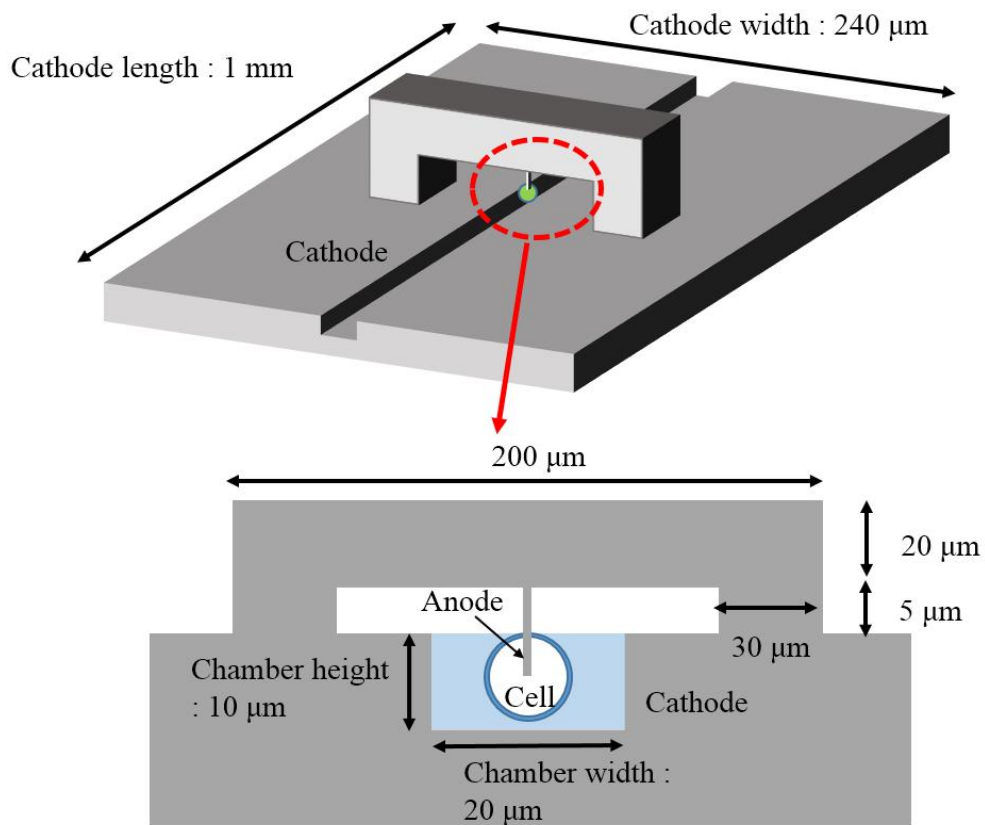 Cathode width : 240 μm
Cathode length : 1 mm
Cathode
200 μm
20 μm
Anode
5 μm
30 μm
Chamber height
: 10 μm
Cell
Cathode
Chamber width :
20 μm